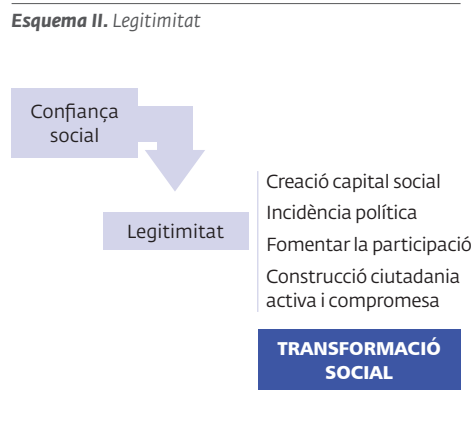 Esquema II. Legitimitat
Confiança
social
Legitimitat
Creació capital social
Incidència política
Fomentar la participació
Construcció ciutadania
activa i compromesa
TRANSFORMACIÓ
SOCIAL